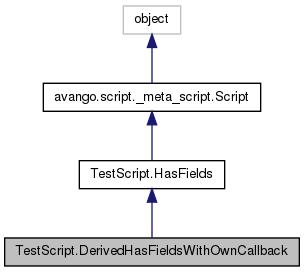 object
avango.script._meta_script.Script
TestScript.HasFields
TestScript.DerivedHasFieldsWithOwnCallback